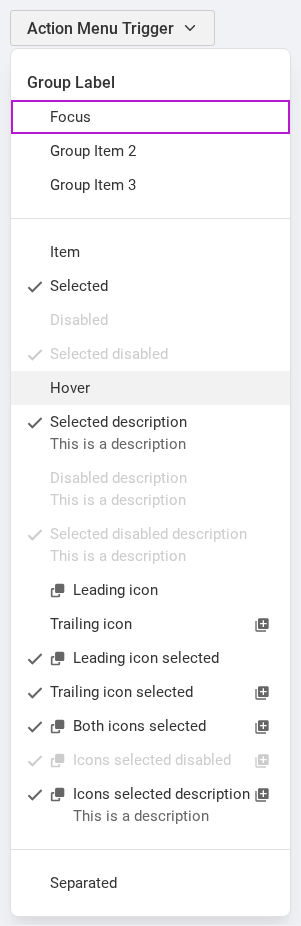 Action Menu Trigger
Group Label
Focus
Group Item 2
Group Item 3
Item
Selected
Disabled
Selected disabled
Hover
Selected description
This is a description
Disabled description
This is a description
Selected disabled description
This is a description
Leading icon
Trailing icon
Leading icon selected
Trailing icon selected
Both icons selected
Icons selected disabled
Icons selected description
This is a description
Separated